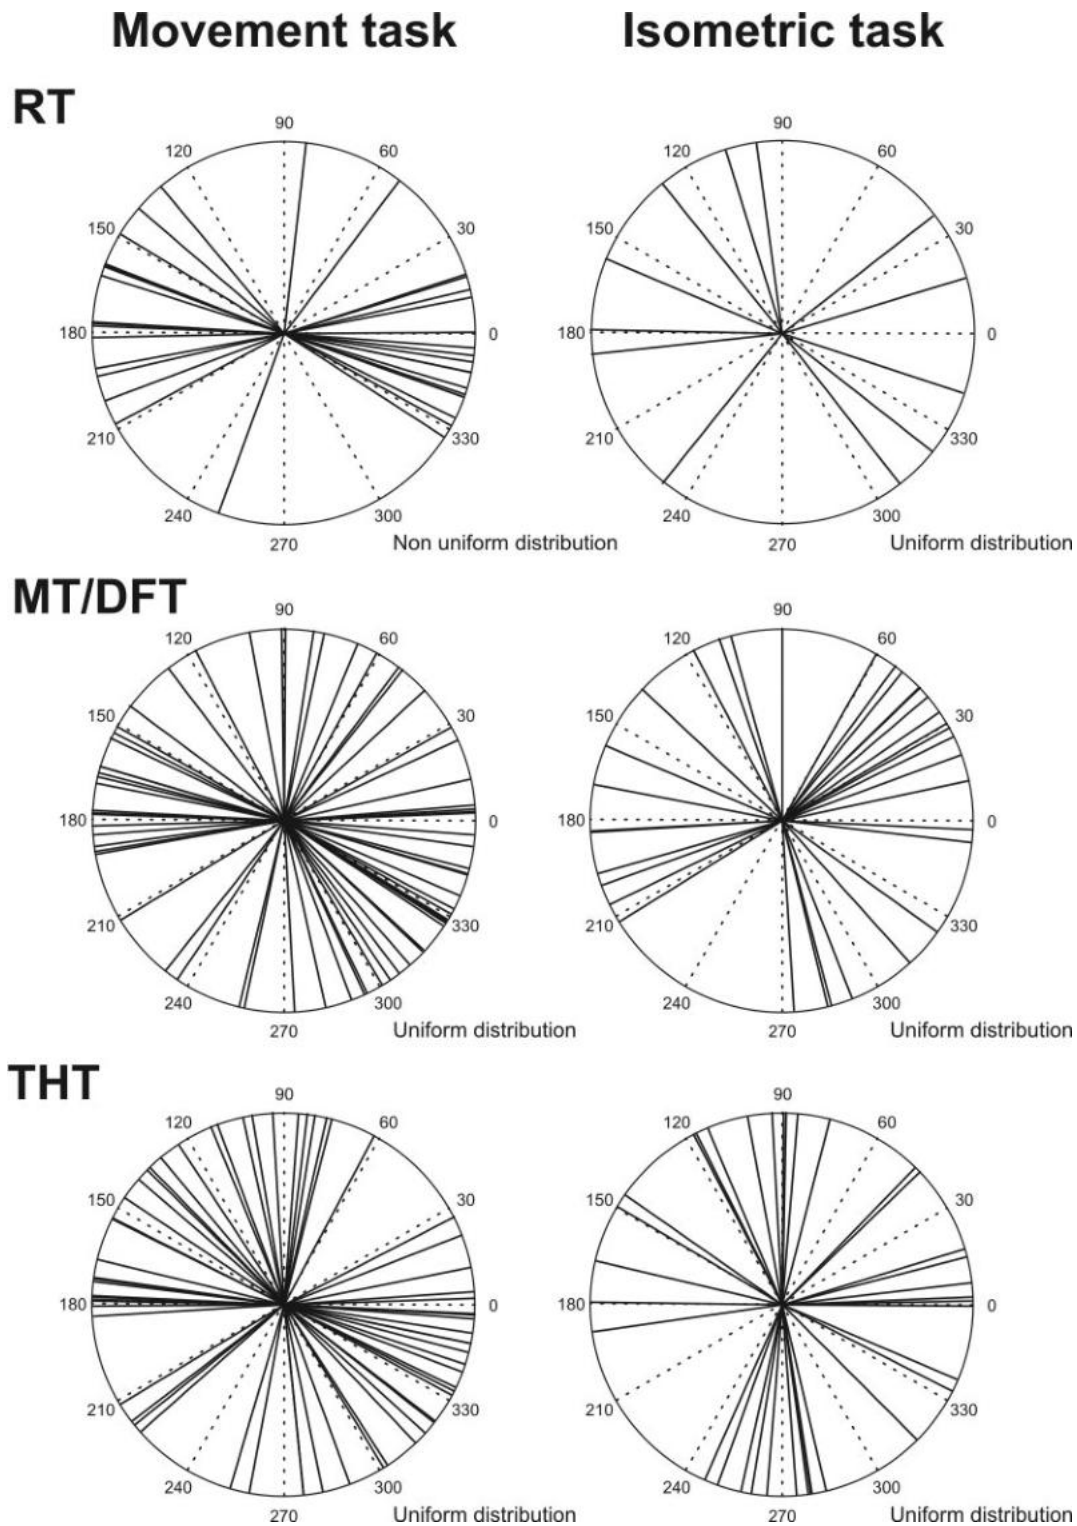 Movement task Isometric task
RT
90 90
120 60 120 60
150 30 150 30
180 0 180 0
210 330 210 330
240 300 240 300
270 Non uniform distribution 270 Uniform distribution
MT/DFT
90 90
120 60 120 60
150 30 150 30
180 0 180 0
210 330 210 330
240 300 240 300
270 Uniform distribution 270 Uniform distribution
THT
90 90
120 60 120 60
150 30 150 30
180 0 180 0
210 330 210 330
240 300 240 300
270 Uniform distribution 270 Uniform distribution